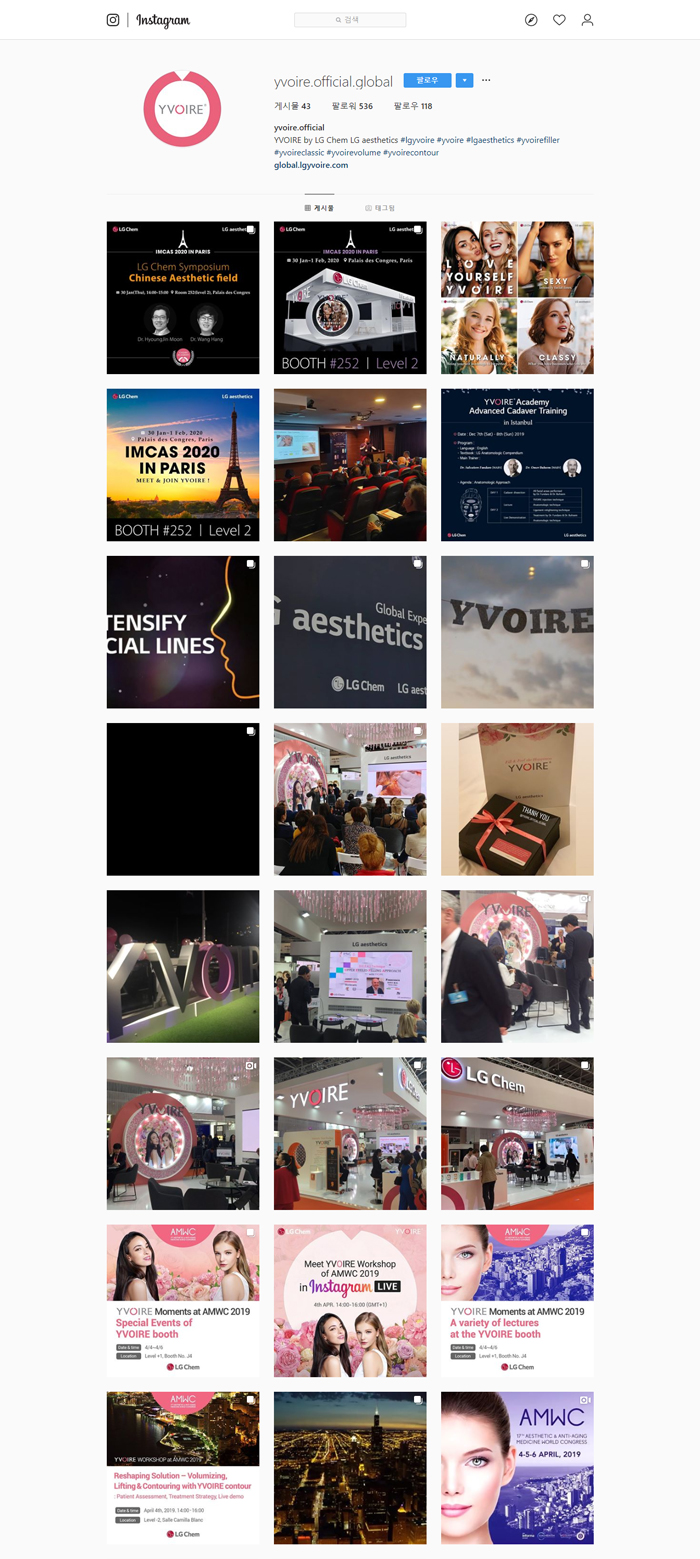 Instagram
검색
yvoire.official.global
팔로우
게시물 43
팔로워 536
팔로우 118
yvoire.official
YVOIRE by LG Chem LG aesthetics #lgyvoire #yvoire #lgaesthetics #yvoirefiller
#yvoireclassic #yvoirevolume #yvoirecontour
global.lgyvoire.com
YVOIRE
게시물
태그됨
LG Chem
LG aesthet
IMCAS 2020 IN PARIS
LG Chem Symposium
Chinese Aesthetic field
30 Jan(Thu), 14:00-15:00 Room 252(level 2), Palais des Congres
Dr. HyoungJin Moon
Dr. Wang Hang
LG Chem
LG aesthet
IMCAS 2020 IN PARIS
30 Jan-1 Feb, 2020 Palais des Congres, Paris
BOOTH #252 | Level 2
LOVE
YOURSELF
YVOIRE
SEXY
NATURALLY
CLASSY
LG Chem
LG aesthetics
30 Jan-1 Feb, 2020
Palais des Congres, Paris
IMCAS 2020
IN PARIS
MEET & JOIN YVOIRE !
BOOTH #252 | Level 2
YVOIRE Academy
Advanced Cadaver Training
in Istanbul
Date : Dec 7th (Sat) - 8th (Sun) 2019
Program :
- Language : English
- Textbook : LG Anatomologic Compendium
- Main Trainer :
- Agenda : Anatomologic Approach
LG Chem
LG aesthetics
TENSIFY
CIAL LINES
G aesthetics
Global Expe
LG Chem
LG aest
YVOIRE
YVOIRE
LG aesthetics
YVOIRE
LG aesthetics
THANK YOU
YVOIR
LG aesthetics
YVOIRE
YVOIRE
YVOIRE
LG Chem
AMWC
YVOIRE Moments at AMWC 2019
Special Events of
YVOIRE booth
Date & time 4/4~4/6
Location Level +1, Booth No. J4
LG Chem
LG Chem
YVOIRE
Meet YVOIRE Workshop
of AMWC 2019
in Instagram LIVE
4th APR. 14:00-16:00 (GMT+1)
AMWC
YVOIRE Moments at AMWC 2019
A variety of lectures
at the YVOIRE booth
Date & time 4/4~4/6
Location Level +1, Booth No. J4
LG Chem
AMWC
YVOIRE WORKSHOP at AMWC 2019
Reshaping Solution – Volumizing,
Lifting & Contouring with YVOIRE contour
: Patient Assessment, Treatment Strategy, Live demo
Date & time April 4th, 2019. 14:00-16:00
Location Level -2, Salle Camilla Blanc
LG Chem
AMWC
17th AESTHETIC & ANTI-AGING
MEDICINE WORLD CONGRESS
4-5-6 APRIL, 2019